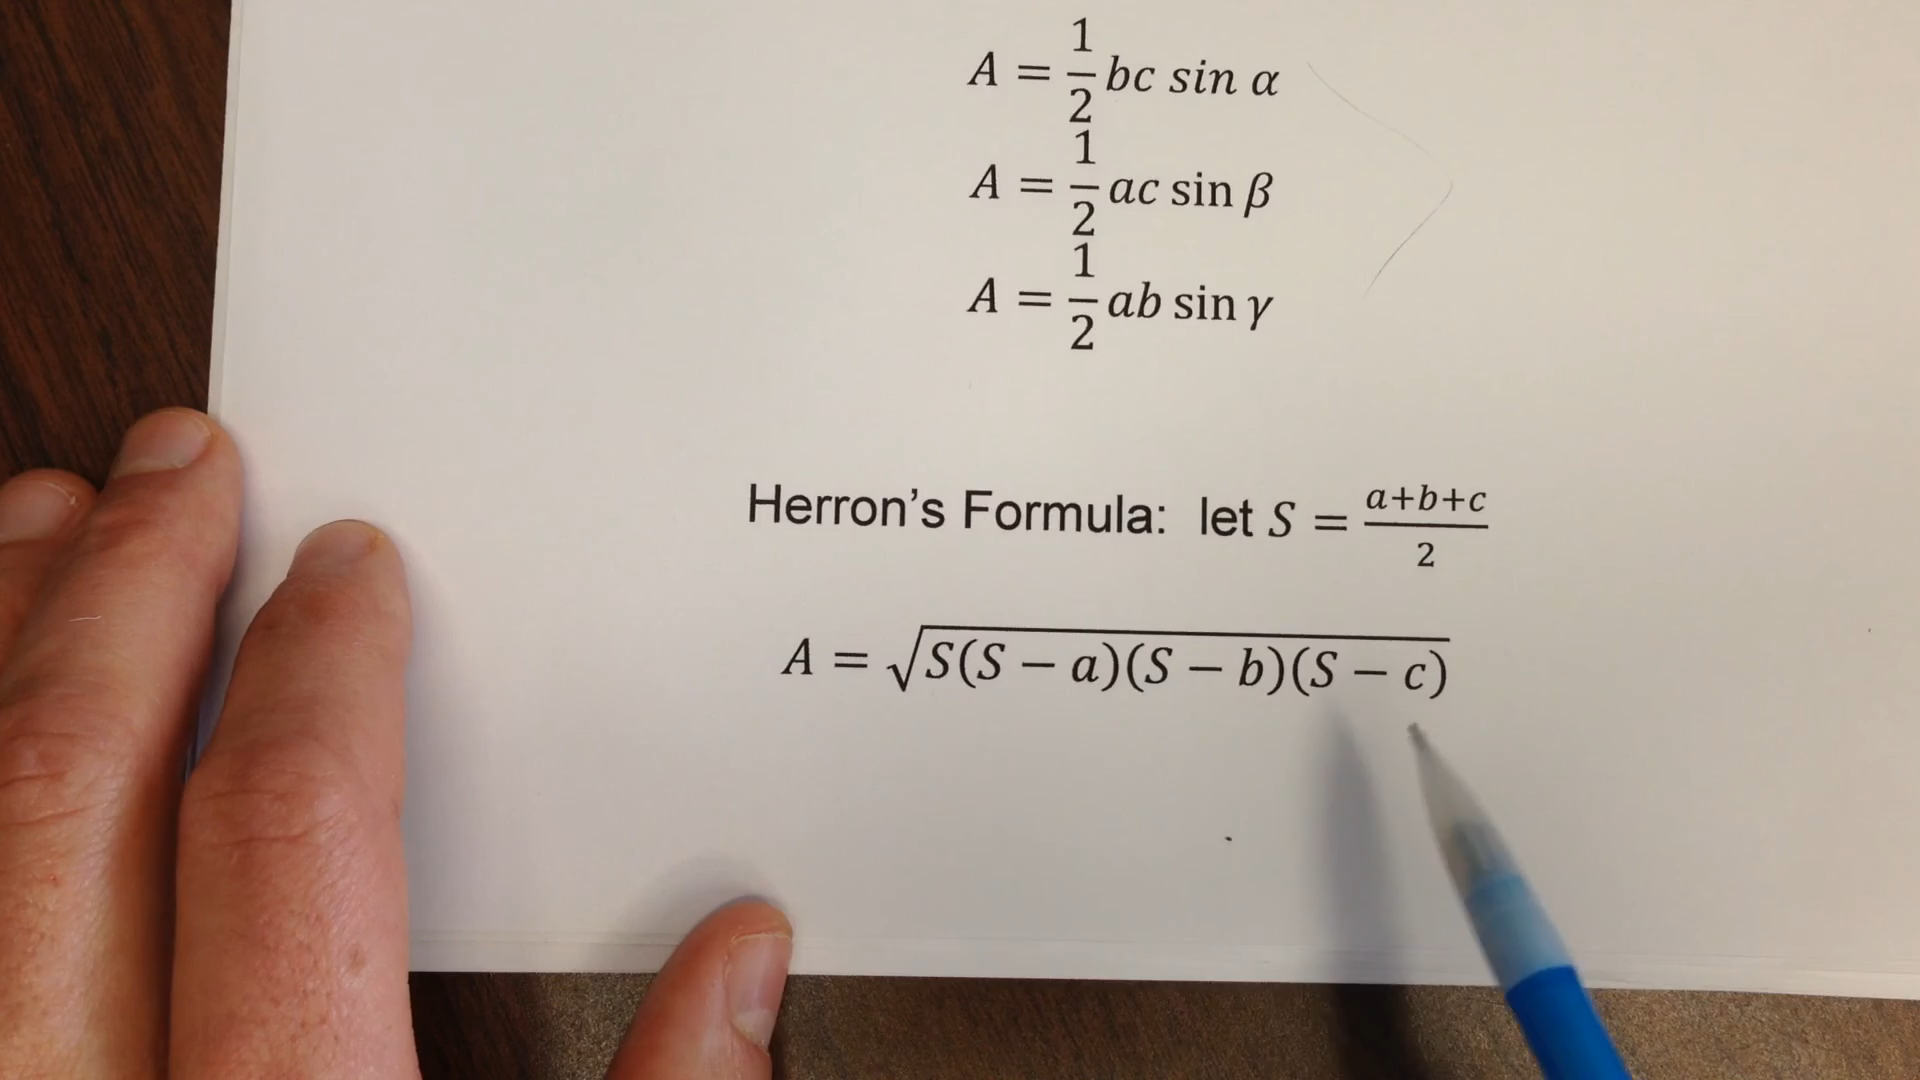 A = 1/2 bc sin α
A = 1/2 ac sin β
A = 1/2 ab sin γ
Herron's Formula: let S = a+b+c/2
A = √S(S − a)(S − b)(S − c)